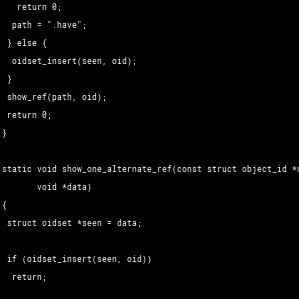 return 0;
path = ".have";
} else {
oidset_insert(seen, oid);
}
show_ref(path, oid);
return 0;
}
static void show_one_alternate_ref(const struct object_id *
void *data)
{
struct oidset *seen = data;
if (oidset_insert(seen, oid))
return;